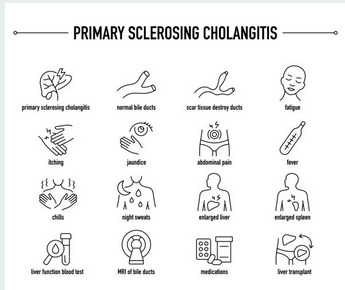 PRIMARY SCLEROSING CHOLANGITIS
primary sclerosing cholangitis
normal bile ducts
scar tissue destroy ducts
fatigue
itching
jaundice
abdominal pain
fever
chills
night sweats
enlarged liver
enlarged spleen
liver function blood test
MRI of bile ducts
medications
liver transplant